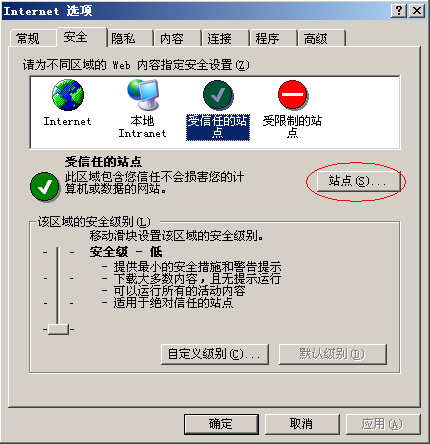 Internet 选项
常规 安全 隐私 内容 连接 程序 高级
请为不同区域的 Web 内容指定安全设置(Z)
Internet
本地
Intranet
受信任的站
点
受限制的站
点
受信任的站点
此区域包含您信任不会损害您的计
算机或数据的网站。
站点(S)...
该区域的安全级别(L)
移动滑块设置该区域的安全级别。
安全级 - 低
- 提供最小的安全措施和警告提示
- 下载大多数内容，且无提示运行
- 可以运行所有的活动内容
- 适用于绝对信任的站点
自定义级别(C)... 默认级别(D)
确定 取消 应用(A)